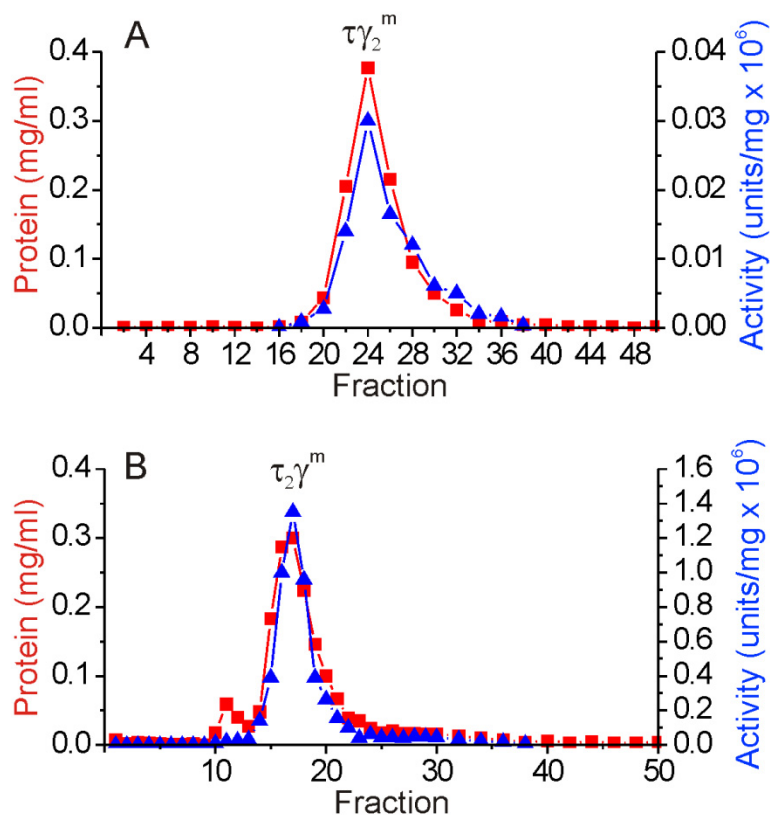 A
τγ₂ᵐ
0.4
0.3
0.2
0.1
0.0
Protein (mg/ml)
0.04
0.03
0.02
0.01
0.00
Activity (units/mg x 10⁶)
4 8 12 16 20 24 28 32 36 40 44 48
Fraction
B
τ₂γᵐ
0.4
0.3
0.2
0.1
0.0
Protein (mg/ml)
1.6
1.4
1.2
1.0
0.8
0.6
0.4
0.2
0.0
Activity (units/mg x 10⁶)
10 20 30 40 50
Fraction